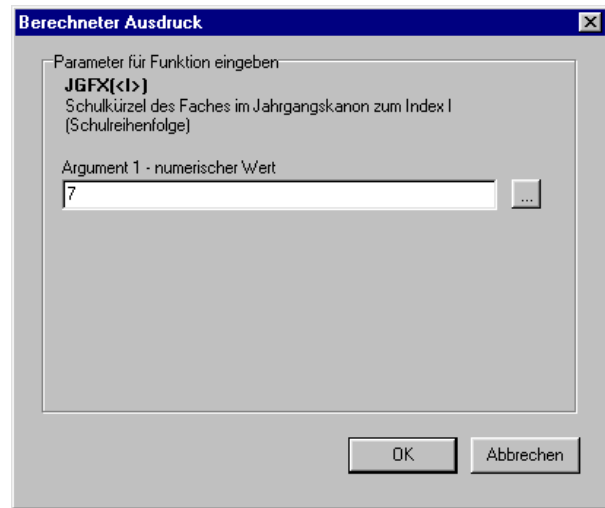 Berechneter Ausdruck
Parameter für Funktion eingeben
JGFX(<I>)
Schulkürzel des Faches im Jahrgangskanon zum Index I
(Schulreihenfolge)
Argument 1 - numerischer Wert
7
...
OK
Abbrechen